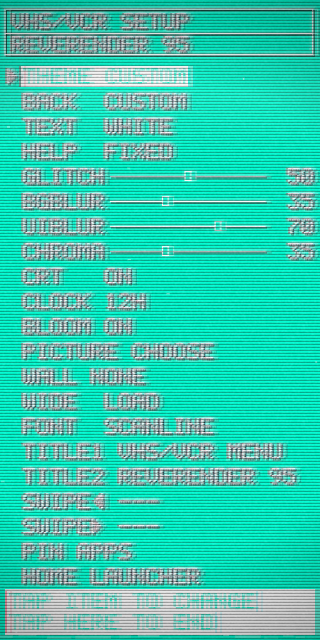 VHS/VCR SETUP
REVERENDER 95
THEME CUSTOM
BACK CUSTOM
TEXT WHITE
HELP FIXED
GLITCH 50
BGBLUR 35
UIBLUR 70
CHROMA 35
CRT ON
CLOCK 12H
BLOOM ON
PICTURE CHOOSE
WALL HOME
WIDE LOAD
FONT SCANLINE
TITLE1 VHS/VCR MENU
TITLE2 REVERENDER 95
SWIPE◀ ----
SWIPE▶ ----
PIN APPS
HOME LAUNCHER
TAP ITEM TO CHANGE
TAP HERE TO END